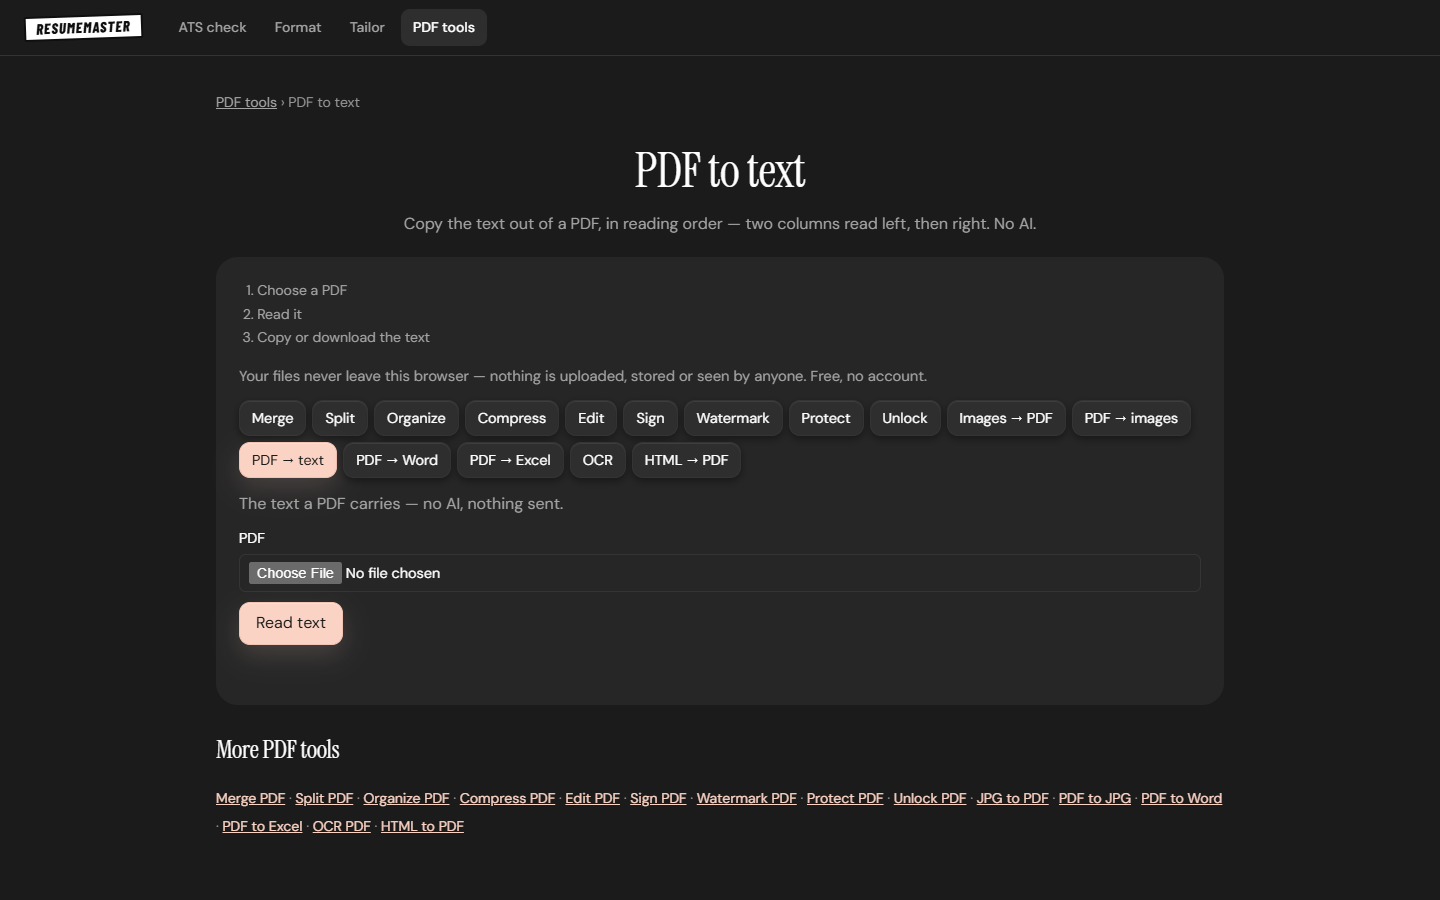 RESUMEMASTER ATS check Format Tailor PDF tools
PDF tools › PDF to text
PDF to text
Copy the text out of a PDF, in reading order — two columns read left, then right. No AI.
1. Choose a PDF
2. Read it
3. Copy or download the text
Your files never leave this browser — nothing is uploaded, stored or seen by anyone. Free, no account.
Merge Split Organize Compress Edit Sign Watermark Protect Unlock Images → PDF PDF → images
PDF → text PDF → Word PDF → Excel OCR HTML → PDF
The text a PDF carries — no AI, nothing sent.
PDF
Choose File No file chosen
Read text
More PDF tools
Merge PDF · Split PDF · Organize PDF · Compress PDF · Edit PDF · Sign PDF · Watermark PDF · Protect PDF · Unlock PDF · JPG to PDF · PDF to JPG · PDF to Word
· PDF to Excel · OCR PDF · HTML to PDF